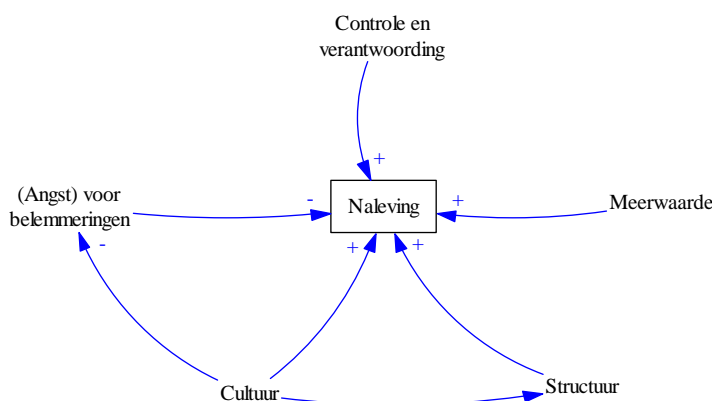 Controle en
verantwoording
+
(Angst) voor
belemmeringen
-
Naleving
+
Meerwaarde
-
+
+
Cultuur
Structuur